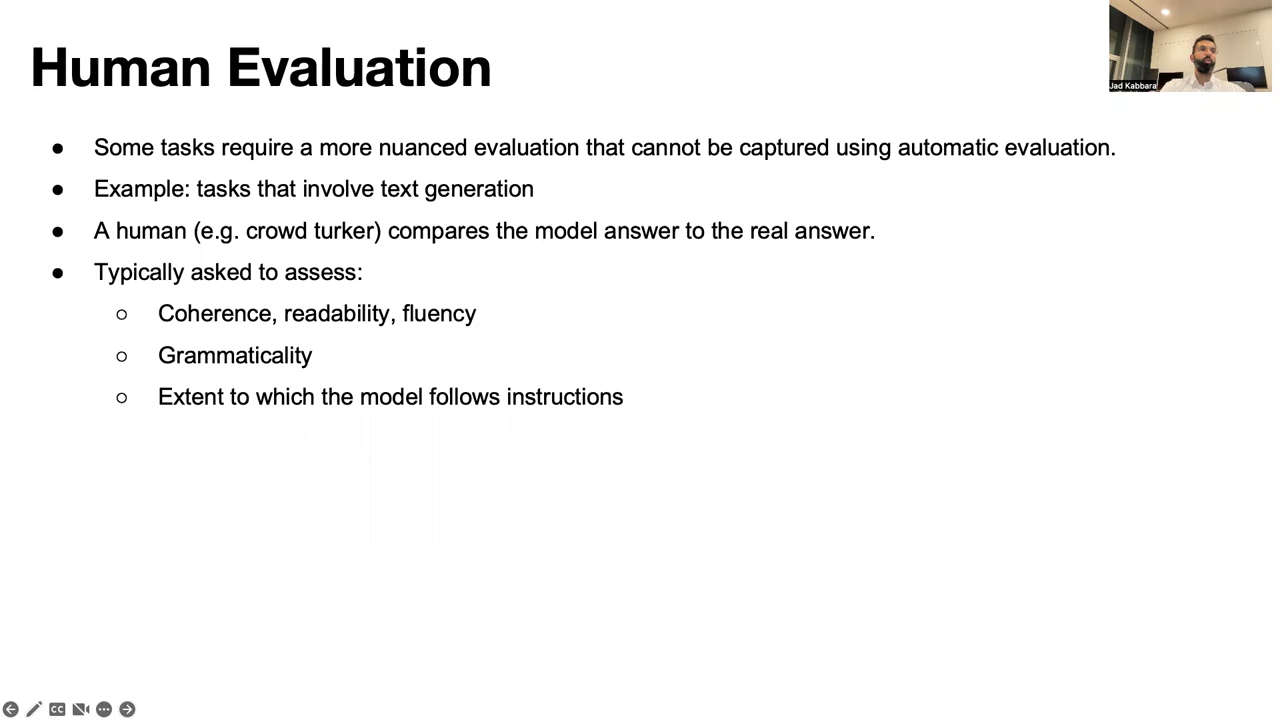 Human Evaluation
Jad Kabbara
● Some tasks require a more nuanced evaluation that cannot be captured using automatic evaluation.
● Example: tasks that involve text generation
● A human (e.g. crowd turker) compares the model answer to the real answer.
● Typically asked to assess:
○ Coherence, readability, fluency
○ Grammaticality
○ Extent to which the model follows instructions
CC